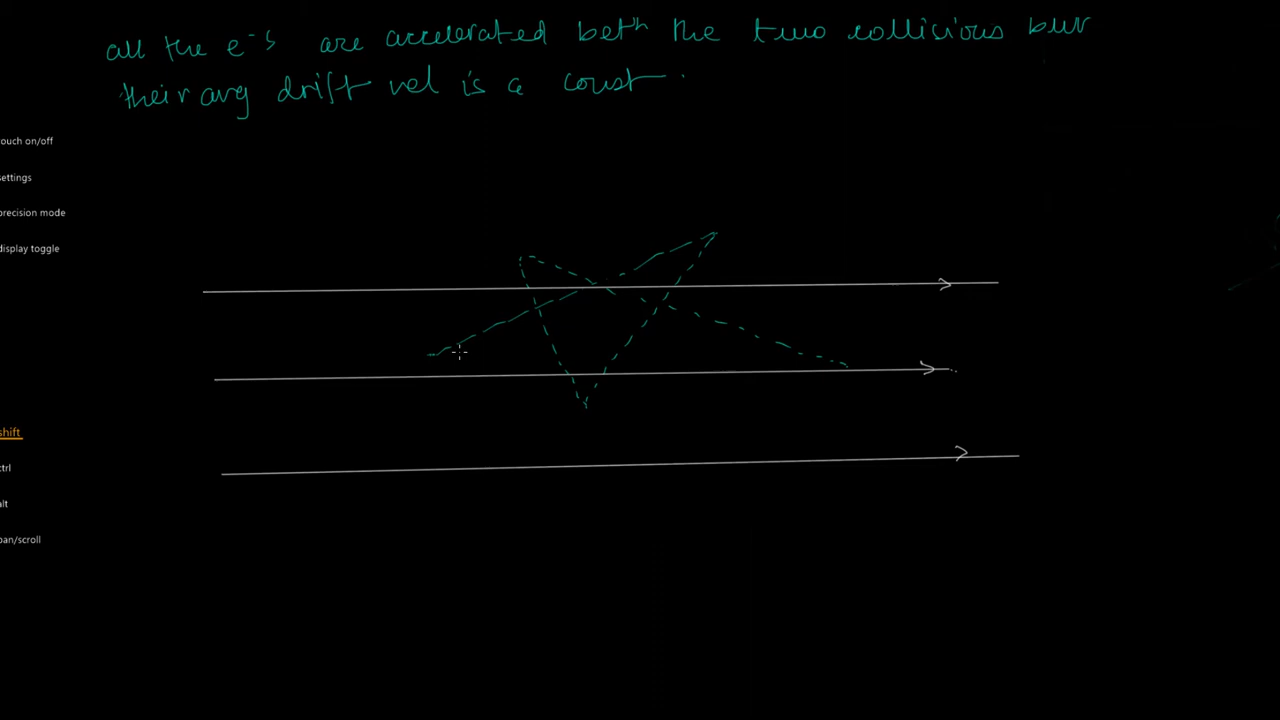 all the e⁻s are accelerated betⁿ the two collisions but
their avg drift vel is a const.
ouch on/off
settings
precision mode
display toggle
shift
ctrl
alt
pan/scroll